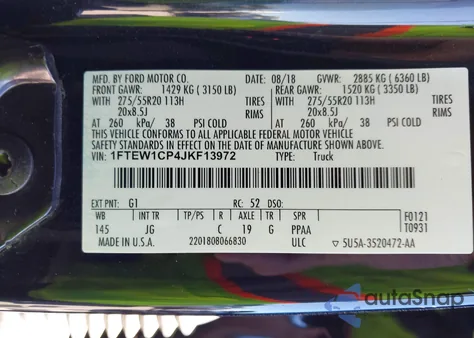 MFD. BY FORD MOTOR CO. 08/18 GVWR: 2885 KG ( 6360 LB)
FRONT GAWR: 1429 KG ( 3150 LB) REAR GAWR: 1520 KG ( 3350 LB)
WITH 275/55R20 113H TIRES WITH 275/55R20 113H TIRES
20x8.5J RIMS 20x8.5J RIMS
AT 260 kPa/ 38 PSI COLD AT 260 kPa/ 38 PSI COLD
THIS VEHICLE CONFORMS TO ALL APPLICABLE FEDERAL MOTOR VEHICLE
SAFETY STANDARDS IN EFFECT ON THE DATE OF MANUFACTURE SHOWN ABOVE.
VIN: 1FTEW1CP4JKF13972 TYPE: Truck
EXT PNT: G1 RC: 52 DSO:
WB INT TR TP/PS R AXLE TR SPR F0121
145 JG C 19 G PPAA T0931
MADE IN U.S.A. 2201808066830 ULC ▽ 5U5A-3520472-AA
autoSnap